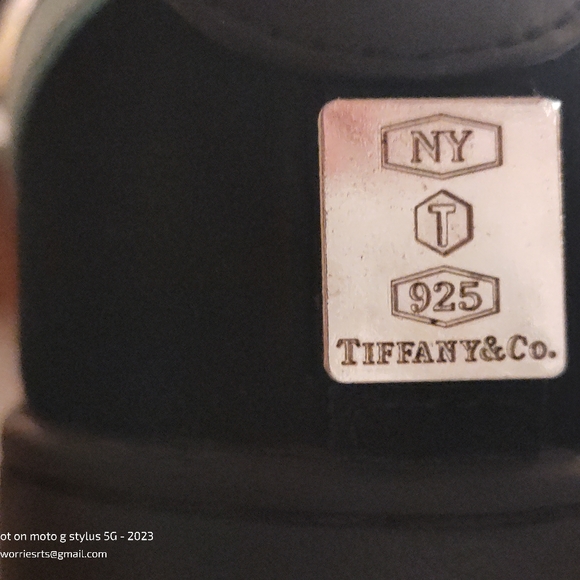 NY
T
925
TIFFANY&CO.
ot on moto g stylus 5G - 2023
worriesrts@gmail.com